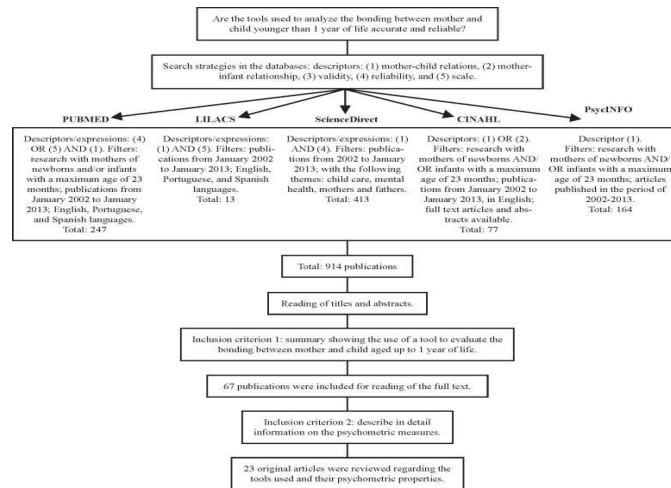 Are the tools used to analyze the bonding between mother and
child younger than 1 year of life accurate and reliable?
Search strategies in the databases: descriptors: (1) mother-child relations, (2) mother-
infant relationship, (3) validity, (4) reliability, and (5) scale.
PUBMED
Descriptors/expressions: (4)
OR (5) AND (1). Filters:
research with mothers of
newborns and/or infants
with a maximum age of 23
months; publications from
January 2002 to January
2013; English, Portuguese,
and Spanish languages.
Total: 247
LILACS
Descriptors/expressions:
(1) AND (5). Filters: publi-
cations from January 2002
to January 2013; English,
Portuguese, and Spanish
languages.
Total: 13
ScienceDirect
Descriptors/expressions: (1)
AND (4). Filters: publica-
tions from 2002 to January
2013; with the following
themes: child care, mental
health, mothers and fathers.
Total: 413
CINAHL
Descriptors: (1) OR (2).
Filters: research with
mothers of newborns AND/
OR infants with a maximum
age of 23 months; publica-
tions from January 2002 to
January 2013, in English;
full text articles and abs-
tracts available.
Total: 77
PsycINFO
Descriptor (1).
Filters: research with
mothers of newborns AND/
OR infants with a maximum
age of 23 months; articles
published in the period of
2002-2013.
Total: 164
Total: 914 publications
Reading of titles and abstracts.
Inclusion criterion 1: summary showing the use of a tool to evaluate the
bonding between mother and child aged up to 1 year of life.
67 publications were included for reading of the full text.
Inclusion criterion 2: describe in detail
information on the psychometric measures.
23 original articles were reviewed regarding the
tools used and their psychometric properties.